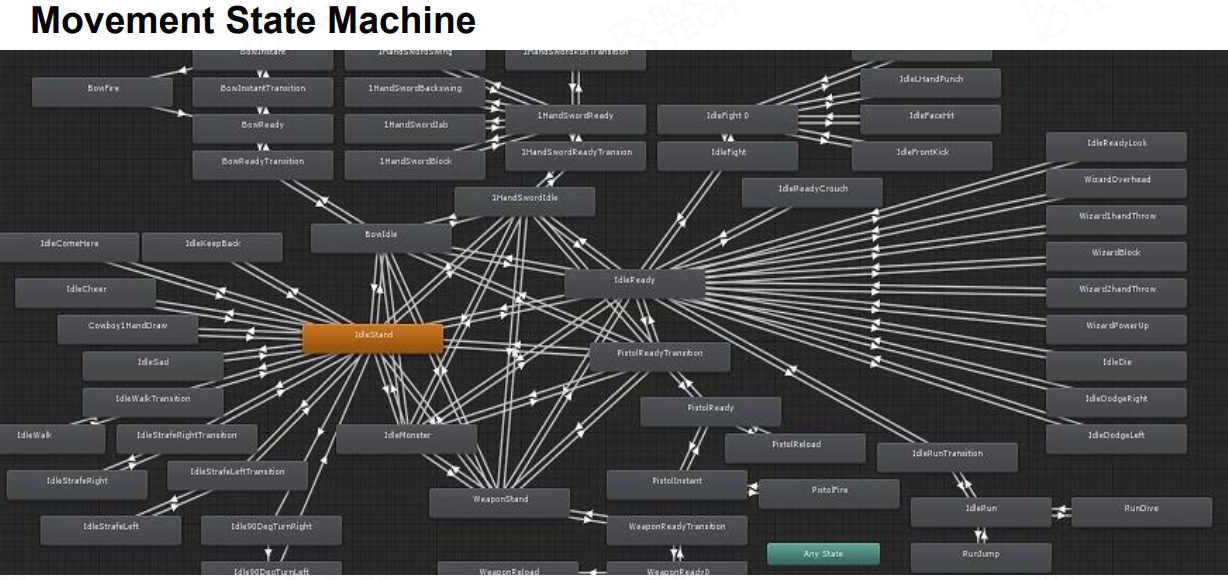 Movement State Machine
BowInstant
1HandSwordSwing
1HandSwordRunTransition
BowFire
BowInstantTransition
1HandSwordBackswing
1HandSwordReady
IdleFight 0
IdleLHandPunch
BowReady
1HandSwordJab
IdleFaceHit
BowReadyTransition
1HandSwordBlock
1HandSwordReadyTransion
IdleFight
IdleFrontKick
IdleReadyLook
WizardOverhead
1HandSwordIdle
IdleReadyCrouch
Wizard1handThrow
IdleComeHere
IdleKeepBack
BowIdle
WizardBlock
IdleCheer
IdleReady
Wizard2handThrow
Cowboy1HandDraw
IdleStand
WizardPowerUp
IdleSad
PistolReadyTransition
IdleDie
IdleWalkTransition
PistolReady
IdleDodgeRight
IdleWalk
IdleStrafeRightTransition
IdleMonster
PistolReload
IdleDodgeLeft
IdleRunTransition
IdleStrafeRight
IdleStrafeLeftTransition
PistolInstant
PistolFire
WeaponStand
IdleRun
RunDive
IdleStrafeLeft
Idle90DegTurnRight
WeaponReadyTransition
Any State
RunJump
Idle90DegTurnLeft
WeaponReload
WeaponReady0